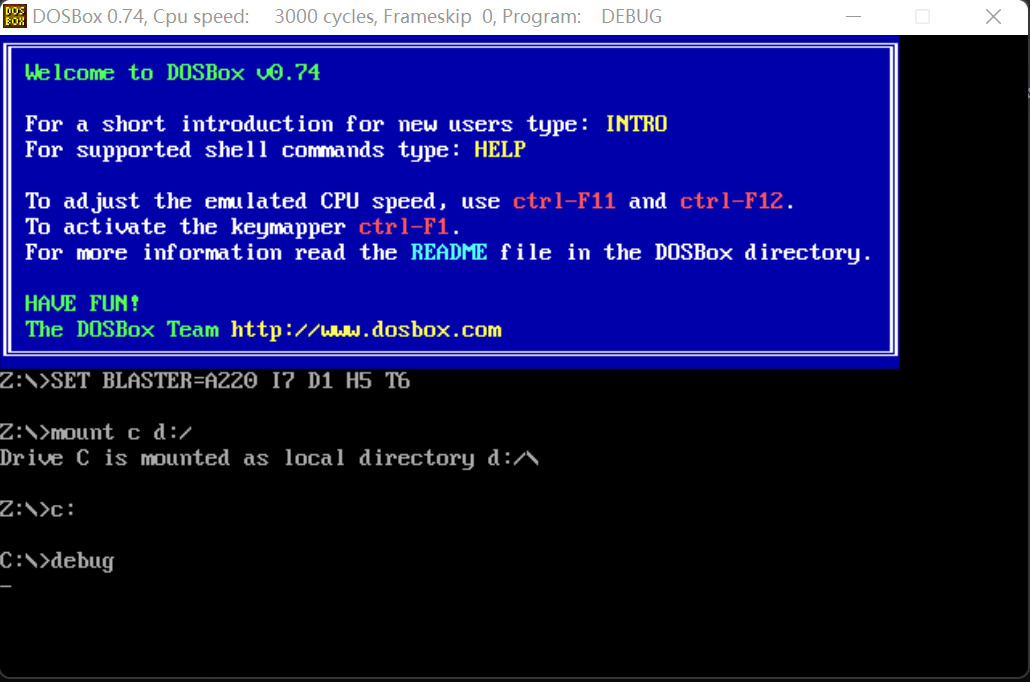 DOS
BOX
DOSBox 0.74, Cpu speed: 3000 cycles, Frameskip 0, Program: DEBUG
Welcome to DOSBox v0.74
For a short introduction for new users type: INTRO
For supported shell commands type: HELP
To adjust the emulated CPU speed, use ctrl-F11 and ctrl-F12.
To activate the keymapper ctrl-F1.
For more information read the README file in the DOSBox directory.
HAVE FUN!
The DOSBox Team http://www.dosbox.com
Z:\>SET BLASTER=A220 I7 D1 H5 T6
Z:\>mount c d:/
Drive C is mounted as local directory d:/\
Z:\>c:
C:\>debug
_